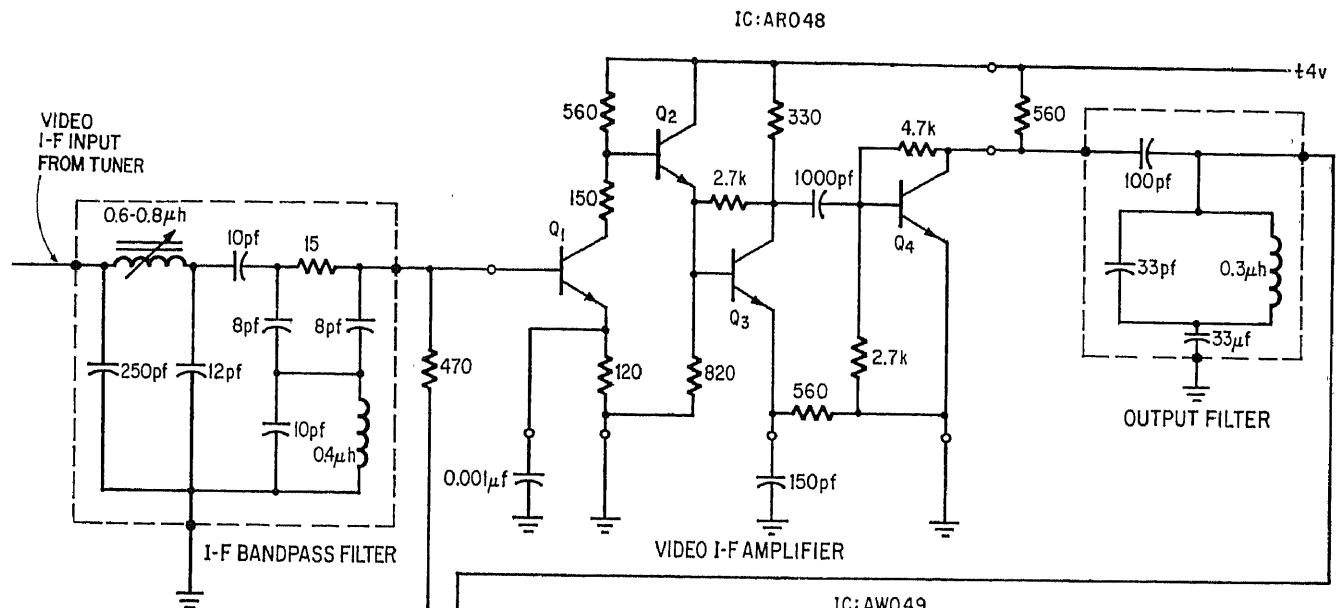 IC:ARO48
+4v
560
Q2
330
560
VIDEO
I-F INPUT
FROM TUNER
4.7k
2.7k
1000pf
100pf
150
0.6-0.8μh
10pf
15
Q1
Q4
33pf
0.3μh
8pf
8pf
Q3
33μf
250pf
12pf
470
120
820
2.7k
560
OUTPUT FILTER
10pf
0.4μh
0.001μf
150pf
I-F BANDPASS FILTER
VIDEO I-F AMPLIFIER
IC:AWO49